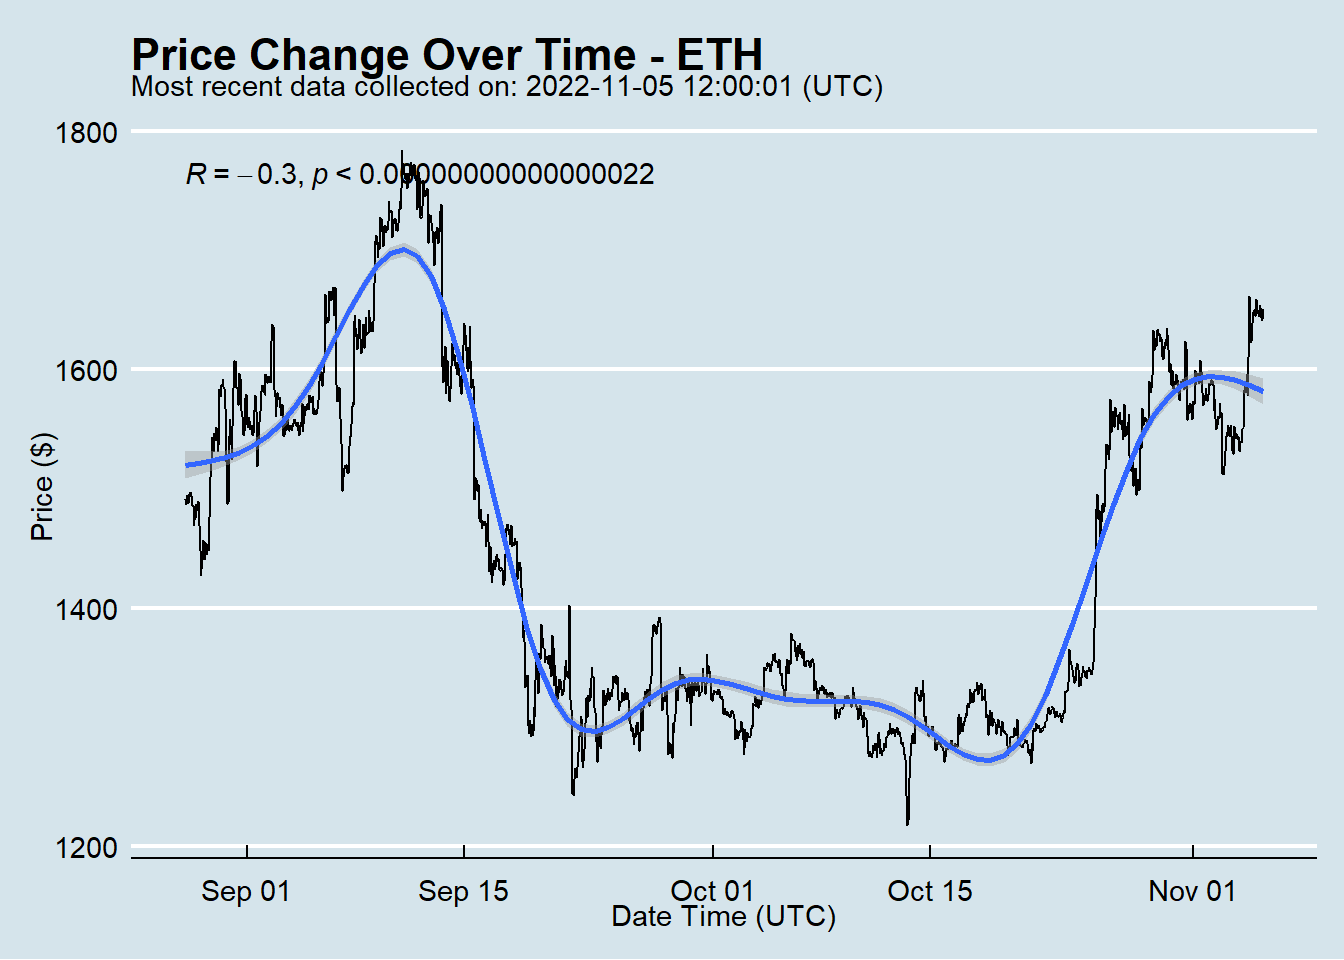 Price Change Over Time - ETH
Most recent data collected on: 2022-11-05 12:00:01 (UTC)
R = −0.3, p < 0.00000000000000022
1800
1600
1400
1200
Price ($)
Sep 01 Sep 15 Oct 01 Oct 15 Nov 01
Date Time (UTC)